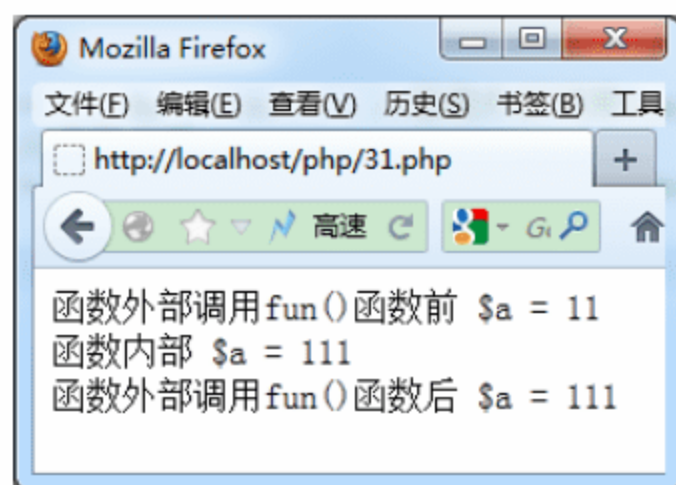 Mozilla Firefox
文件(F) 编辑(E) 查看(V) 历史(S) 书签(B) 工具
http://localhost/php/31.php
高速
函数外部调用fun()函数前 $a = 11
函数内部 $a = 111
函数外部调用fun()函数后 $a = 111